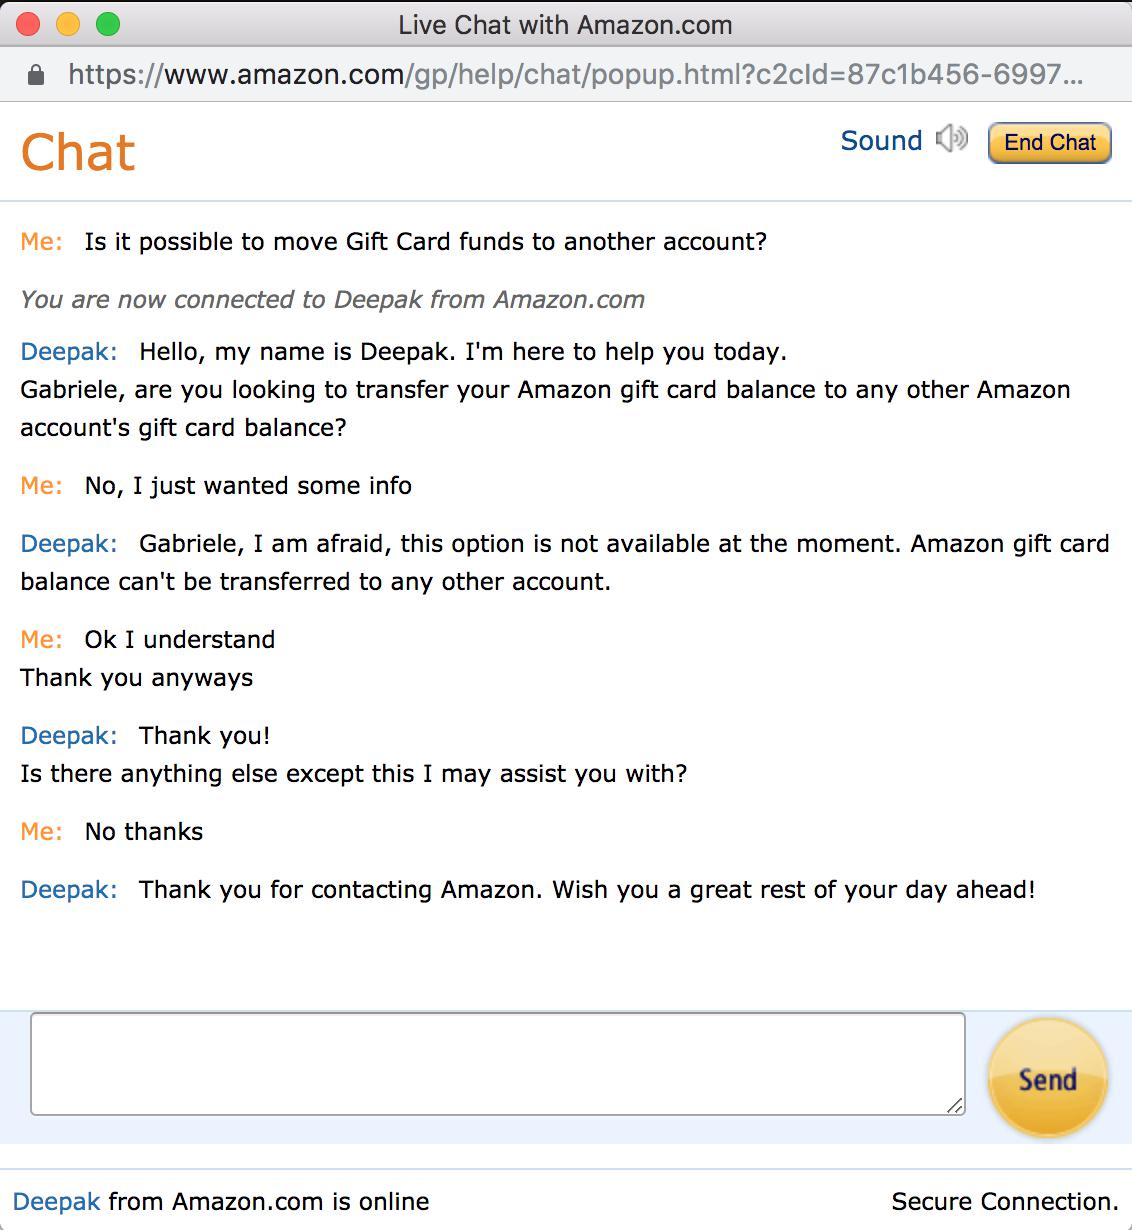 Live Chat with Amazon.com
https://www.amazon.com/gp/help/chat/popup.html?c2cId=87c1b456-6997...
Chat
Sound
End Chat
Me: Is it possible to move Gift Card funds to another account?
You are now connected to Deepak from Amazon.com
Deepak: Hello, my name is Deepak. I'm here to help you today.
Gabriele, are you looking to transfer your Amazon gift card balance to any other Amazon
account's gift card balance?
Me: No, I just wanted some info
Deepak: Gabriele, I am afraid, this option is not available at the moment. Amazon gift card
balance can't be transferred to any other account.
Me: Ok I understand
Thank you anyways
Deepak: Thank you!
Is there anything else except this I may assist you with?
Me: No thanks
Deepak: Thank you for contacting Amazon. Wish you a great rest of your day ahead!
Send
Deepak from Amazon.com is online
Secure Connection.